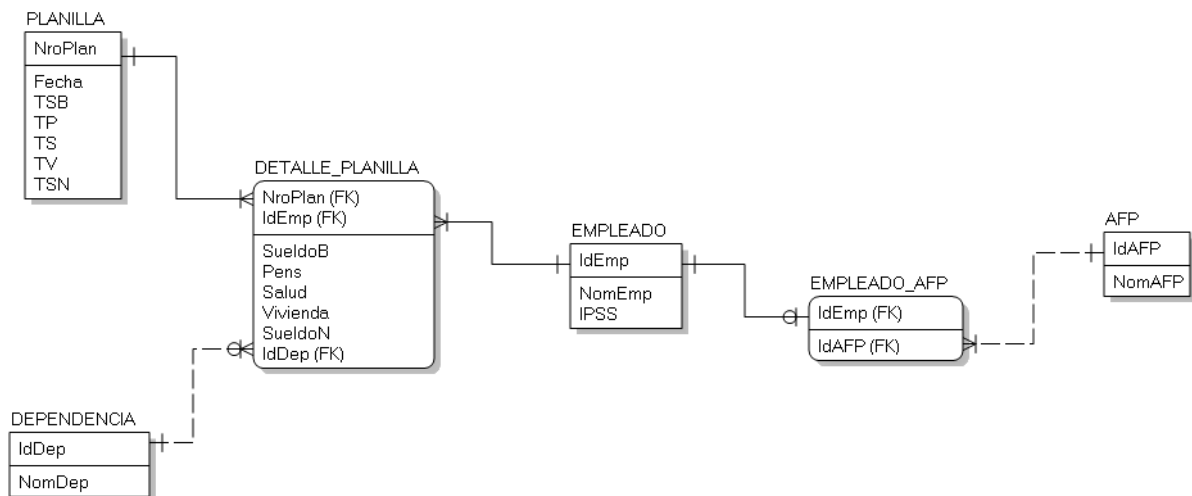 PLANILLA
NroPlan
Fecha
TSB
TP
TS
TV
TSN
DETALLE_PLANILLA
NroPlan (FK)
IdEmp (FK)
SueldoB
Pens
Salud
Vivienda
SueldoN
IdDep (FK)
DEPENDENCIA
IdDep
NomDep
EMPLEADO
IdEmp
NomEmp
IPSS
EMPLEADO_AFP
IdEmp (FK)
IdAFP (FK)
AFP
IdAFP
NomAFP